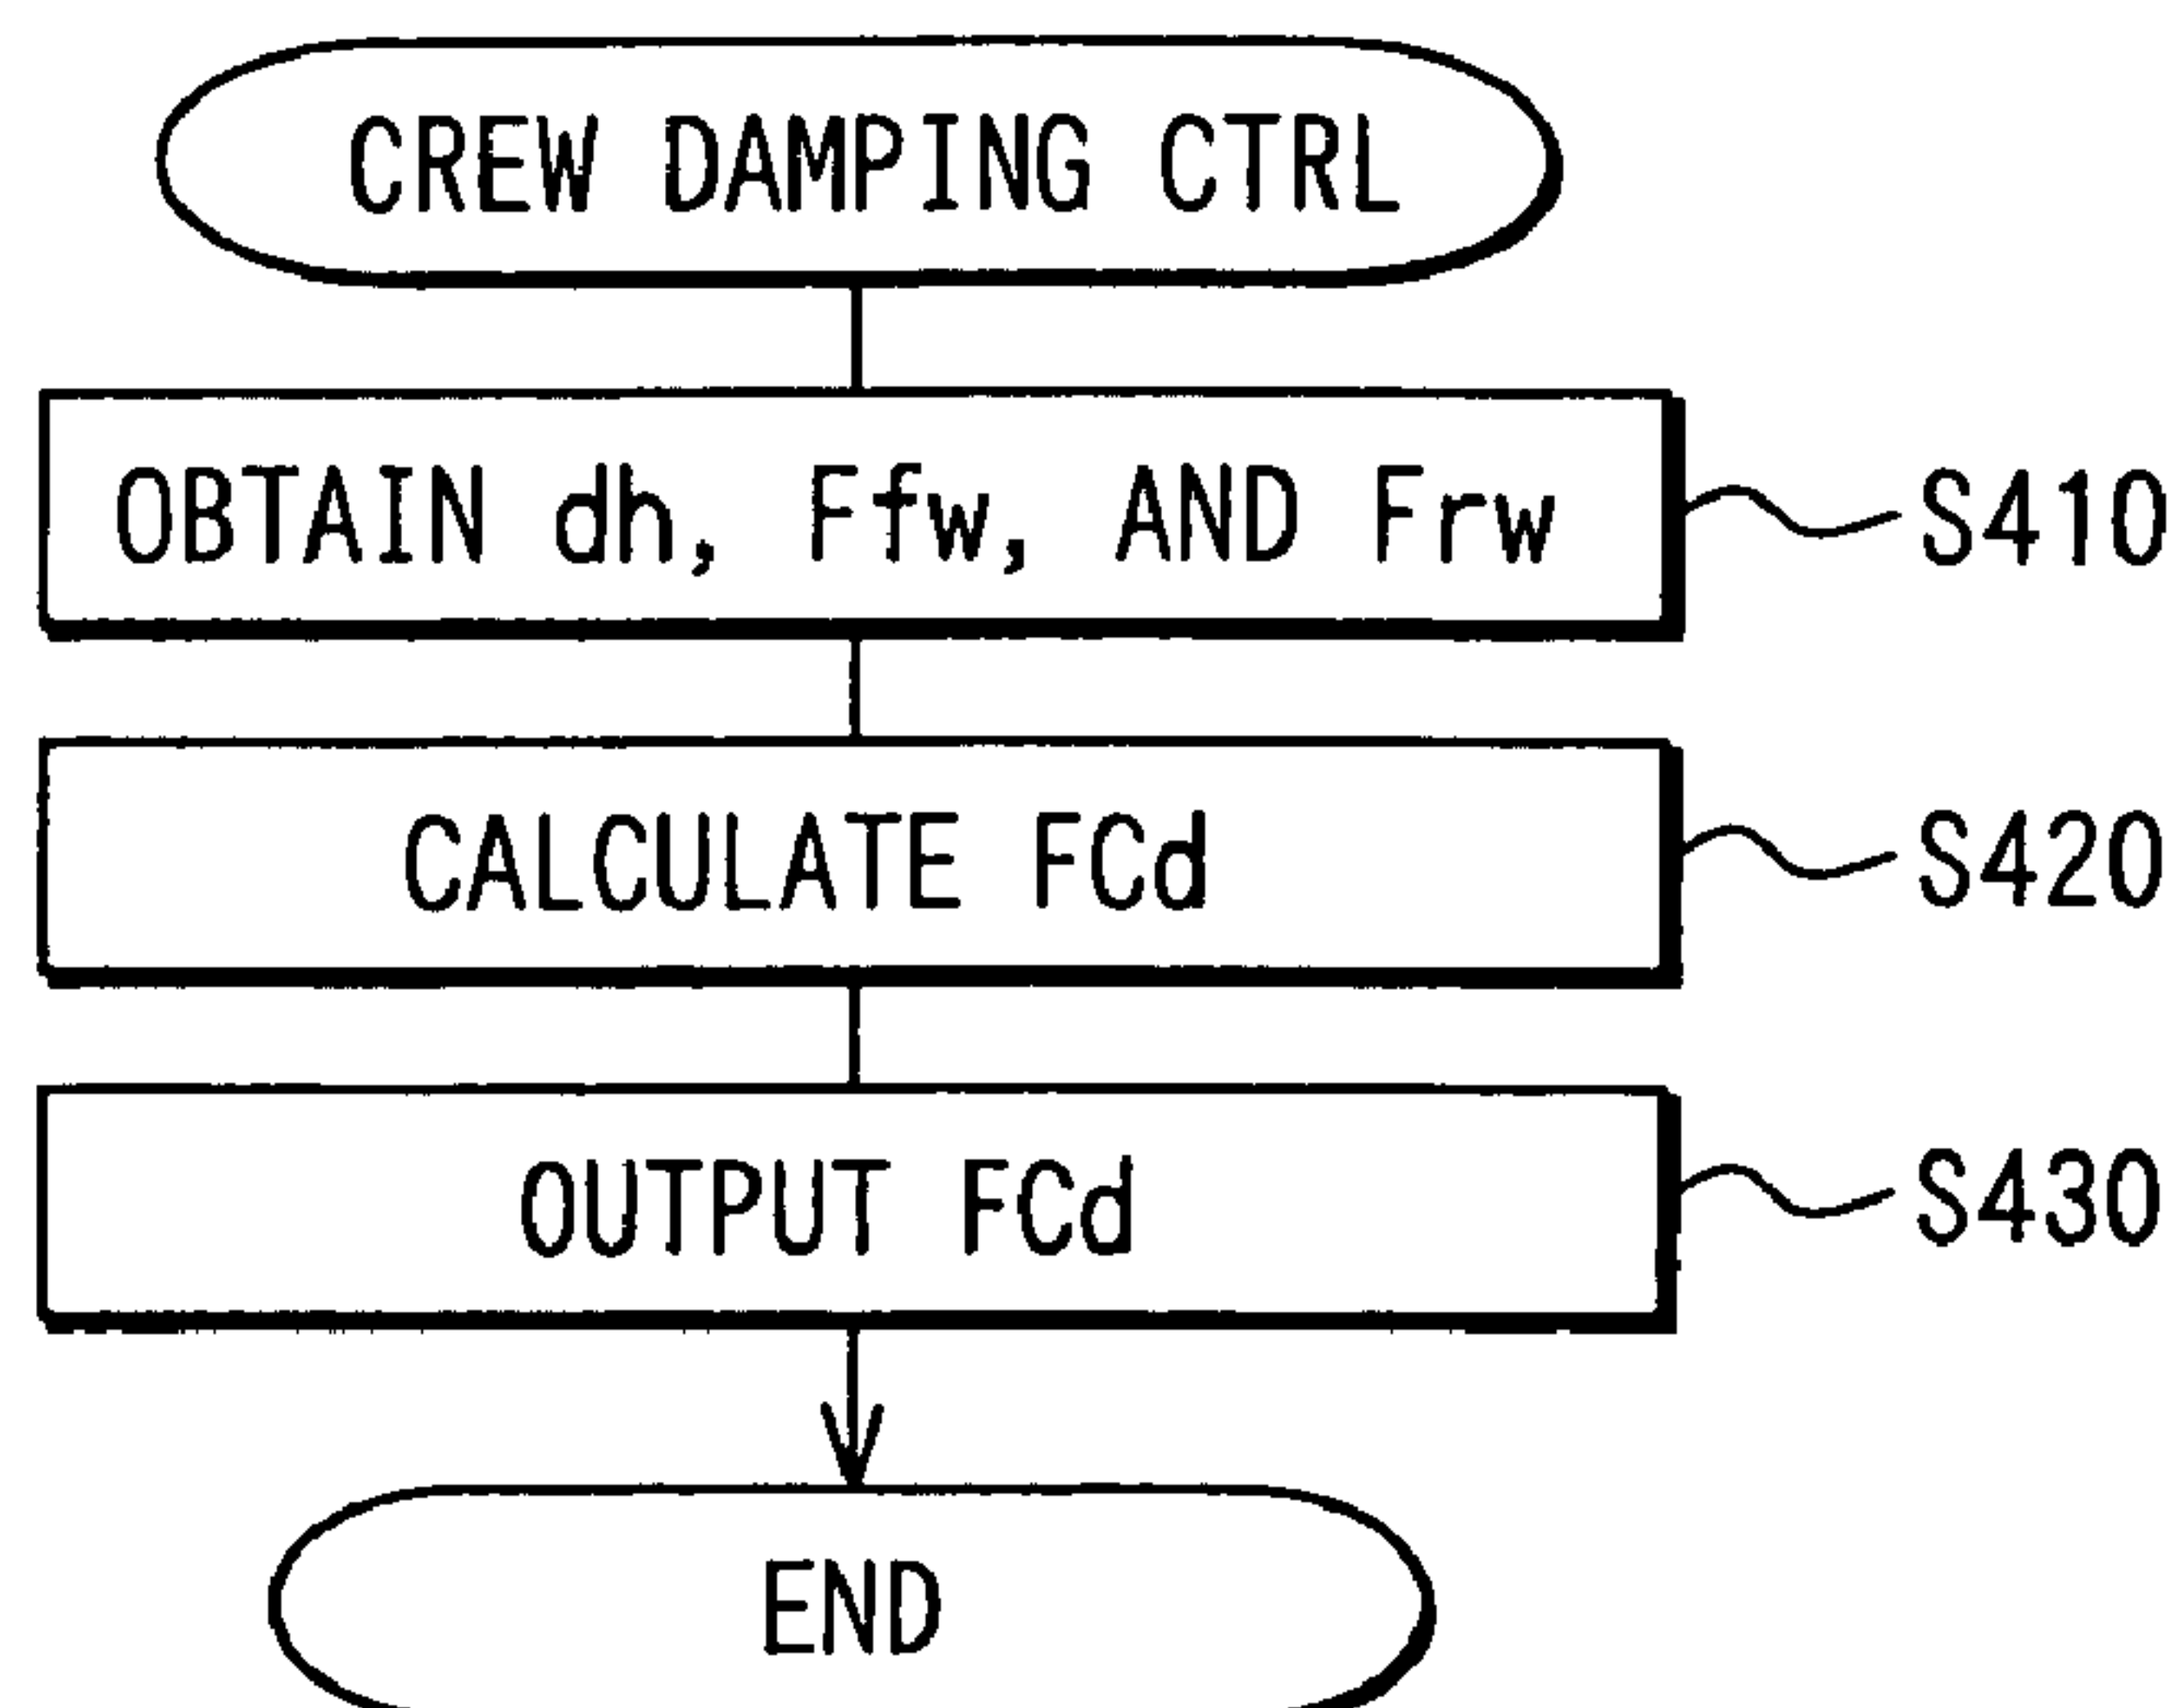 CREW DAMPING CTRL
OBTAIN dh, Ffw, AND Frw
S410
CALCULATE FCd
S420
OUTPUT FCd
S430
END